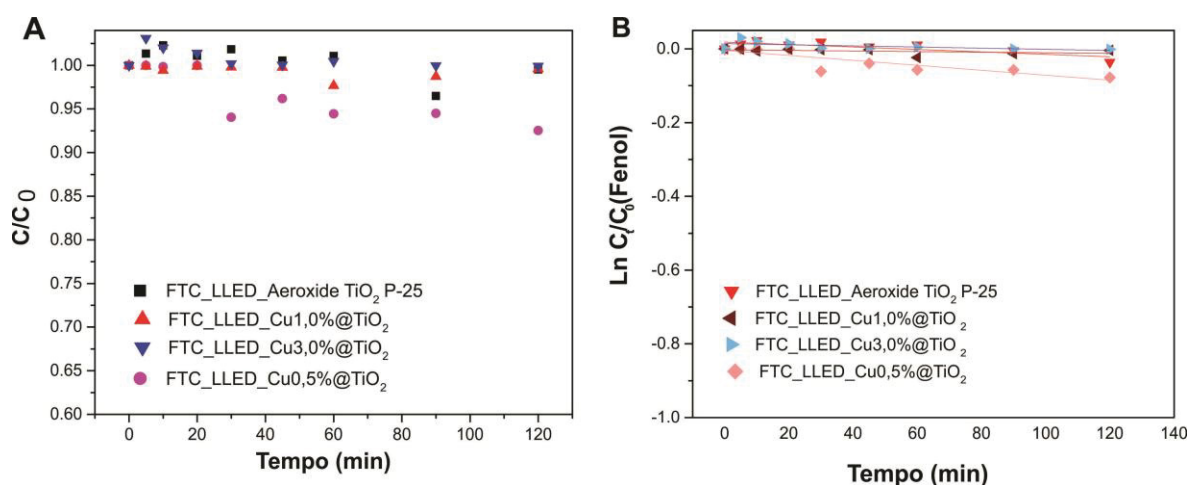 A
C/C0
1.00
0.95
0.90
0.85
0.80
0.75
0.70
0.65
0.60
FTC_LLED_Aeroxide TiO2 P-25
FTC_LLED_Cu1,0%@TiO2
FTC_LLED_Cu3,0%@TiO2
FTC_LLED_Cu0,5%@TiO2
0 20 40 60 80 100 120
Tempo (min)
B
Ln Ct/C0(Fenol)
0,0
-0,2
-0,4
-0,6
-0,8
-1,0
FTC_LLED_Aeroxide TiO2 P-25
FTC_LLED_Cu1,0%@TiO2
FTC_LLED_Cu3,0%@TiO2
FTC_LLED_Cu0,5%@TiO2
0 20 40 60 80 100 120 140
Tempo (min)